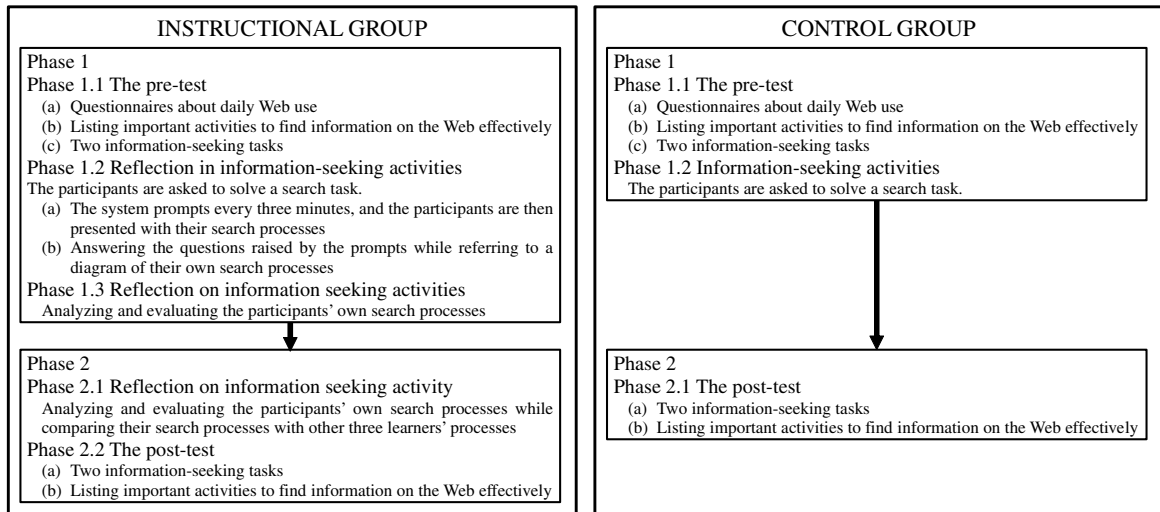 INSTRUCTIONAL GROUP
Phase 1
Phase 1.1 The pre-test
(a) Questionnaires about daily Web use
(b) Listing important activities to find information on the Web effectively
(c) Two information-seeking tasks
Phase 1.2 Reflection in information-seeking activities
The participants are asked to solve a search task.
(a) The system prompts every three minutes, and the participants are then
presented with their search processes
(b) Answering the questions raised by the prompts while referring to a
diagram of their own search processes
Phase 1.3 Reflection on information seeking activities
Analyzing and evaluating the participants' own search processes
Phase 2
Phase 2.1 Reflection on information seeking activity
Analyzing and evaluating the participants' own search processes while
comparing their search processes with other three learners' processes
Phase 2.2 The post-test
(a) Two information-seeking tasks
(b) Listing important activities to find information on the Web effectively
CONTROL GROUP
Phase 1
Phase 1.1 The pre-test
(a) Questionnaires about daily Web use
(b) Listing important activities to find information on the Web effectively
(c) Two information-seeking tasks
Phase 1.2 Information-seeking activities
The participants are asked to solve a search task.
Phase 2
Phase 2.1 The post-test
(a) Two information-seeking tasks
(b) Listing important activities to find information on the Web effectively